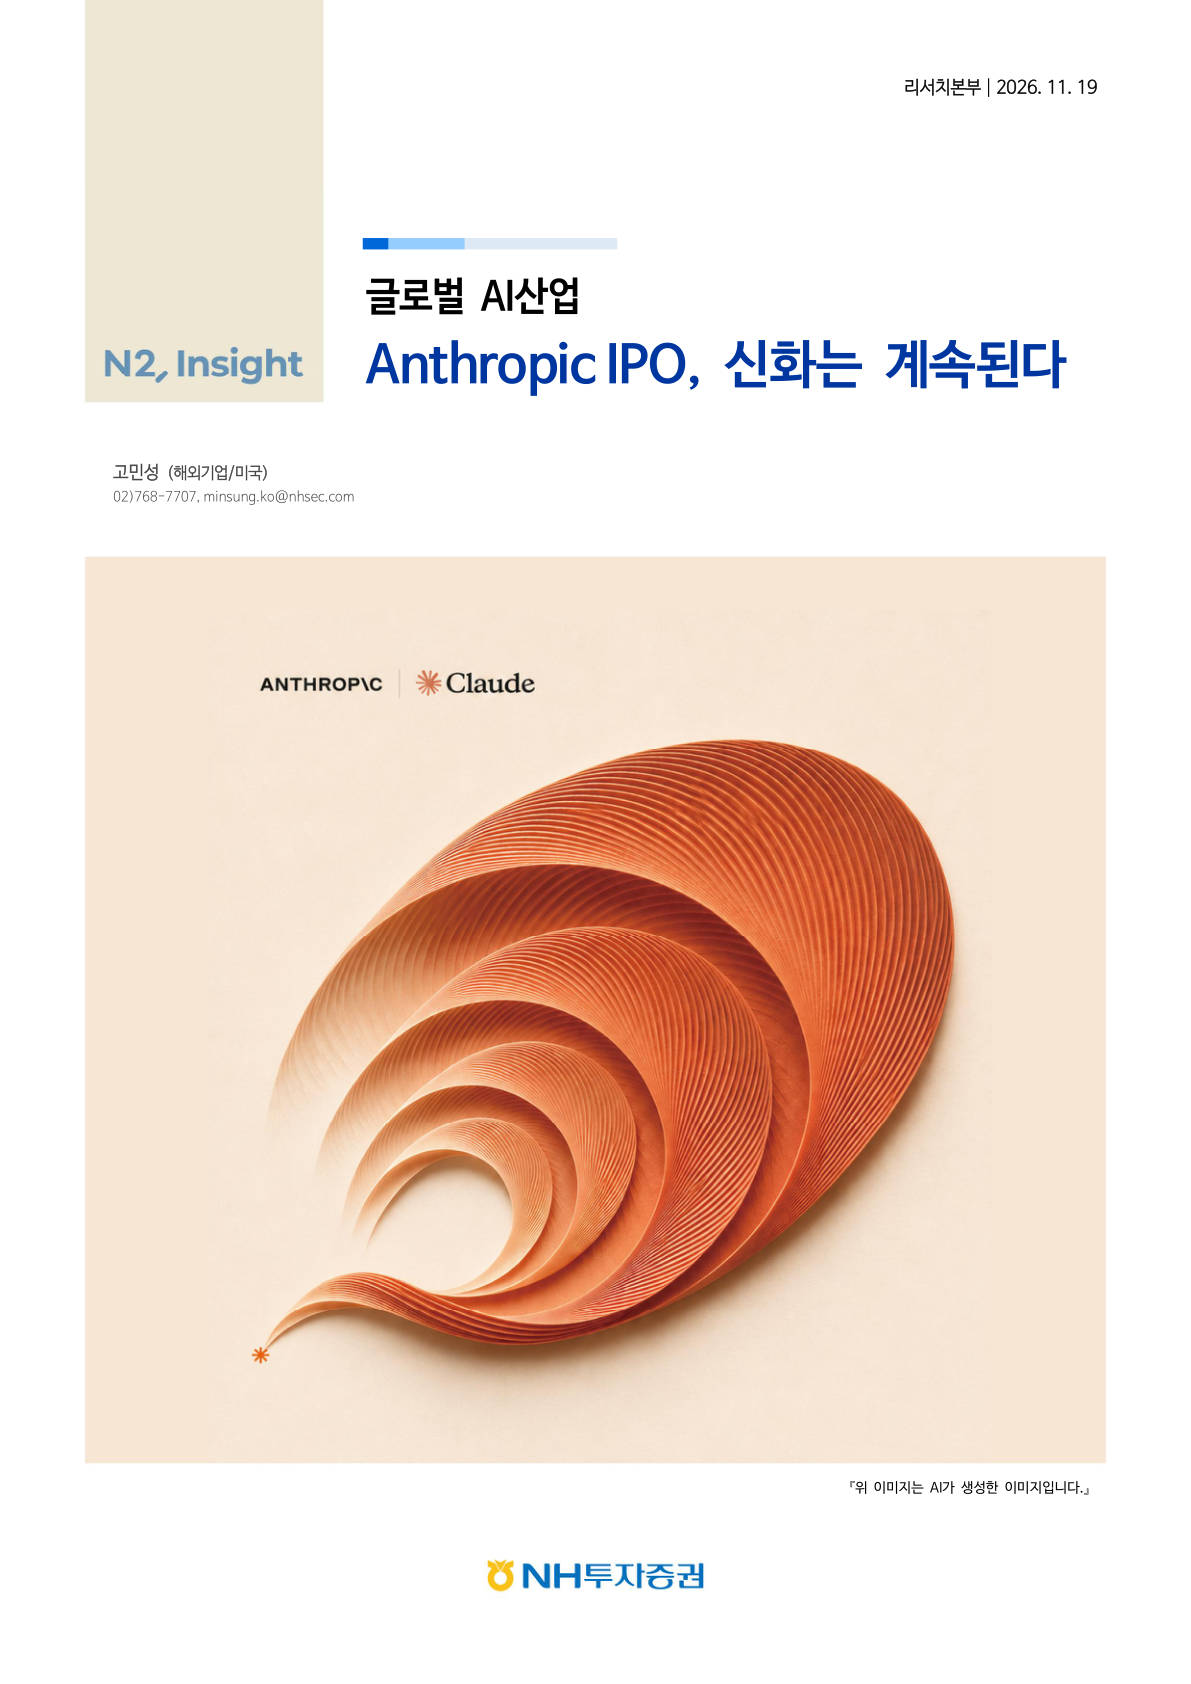 리서치본부 | 2026. 11. 19
글로벌 AI산업
N2, Insight
Anthropic IPO, 신화는 계속된다
고민성 (해외기업/미국)
02)768-7707, minsung.ko@nhsec.com
ANTHROP\C | Claude
『위 이미지는 AI가 생성한 이미지입니다.』
NH투자증권